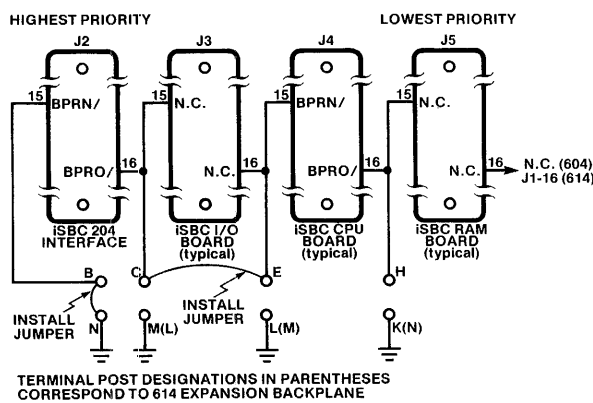 HIGHEST PRIORITY
LOWEST PRIORITY
J2
J3
J4
J5
15
BPRN/
15
N.C.
15
BPRN/
15
N.C.
BPRO/
16
N.C.
16
BPRO/
16
N.C.
16
N.C. (604)
J1-16 (614)
iSBC 204
INTERFACE
iSBC I/O
BOARD
(typical)
iSBC CPU
BOARD
(typical)
iSBC RAM
BOARD
(typical)
B
C
E
H
INSTALL
JUMPER
INSTALL
JUMPER
N
M(L)
L(M)
K(N)
TERMINAL POST DESIGNATIONS IN PARENTHESES
CORRESPOND TO 614 EXPANSION BACKPLANE